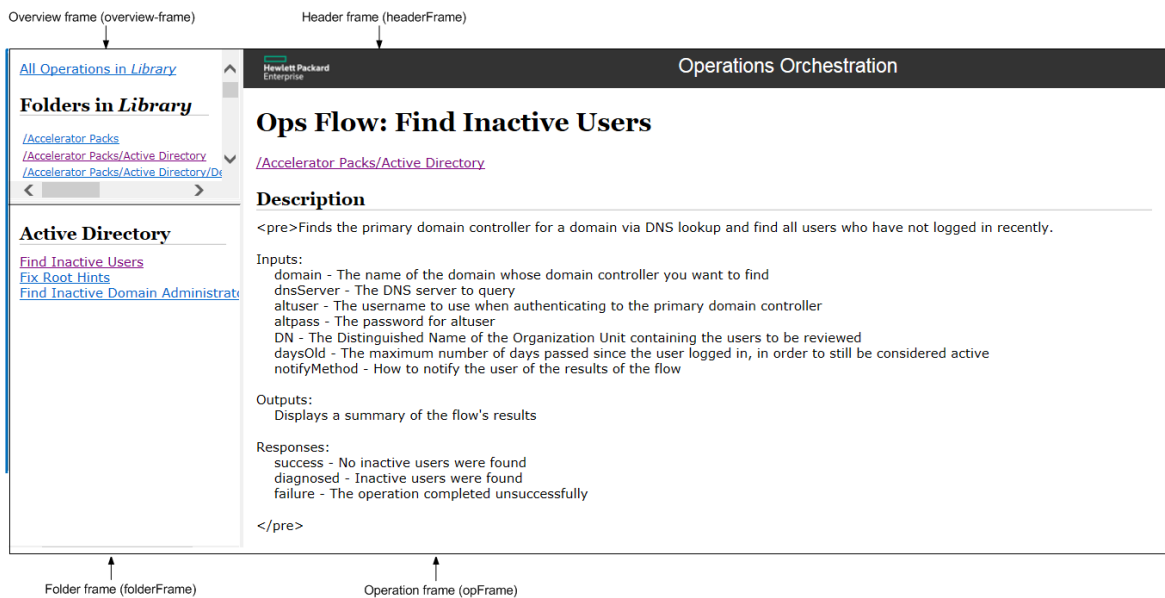 Overview frame (overview-frame)
Header frame (headerFrame)
All Operations in Library
Folders in Library
/Accelerator Packs
/Accelerator Packs/Active Directory
/Accelerator Packs/Active Directory/De
Active Directory
Find Inactive Users
Fix Root Hints
Find Inactive Domain Administrato
Hewlett Packard
Enterprise
Operations Orchestration
Ops Flow: Find Inactive Users
/Accelerator Packs/Active Directory
Description
<pre>Finds the primary domain controller for a domain via DNS lookup and find all users who have not logged in recently.
Inputs:
domain - The name of the domain whose domain controller you want to find
dnsServer - The DNS server to query
altuser - The username to use when authenticating to the primary domain controller
altpass - The password for altuser
DN - The Distinguished Name of the Organization Unit containing the users to be reviewed
daysOld - The maximum number of days passed since the user logged in, in order to still be considered active
notifyMethod - How to notify the user of the results of the flow
Outputs:
Displays a summary of the flow's results
Responses:
success - No inactive users were found
diagnosed - Inactive users were found
failure - The operation completed unsuccessfully
</pre>
Folder frame (folderFrame)
Operation frame (opFrame)